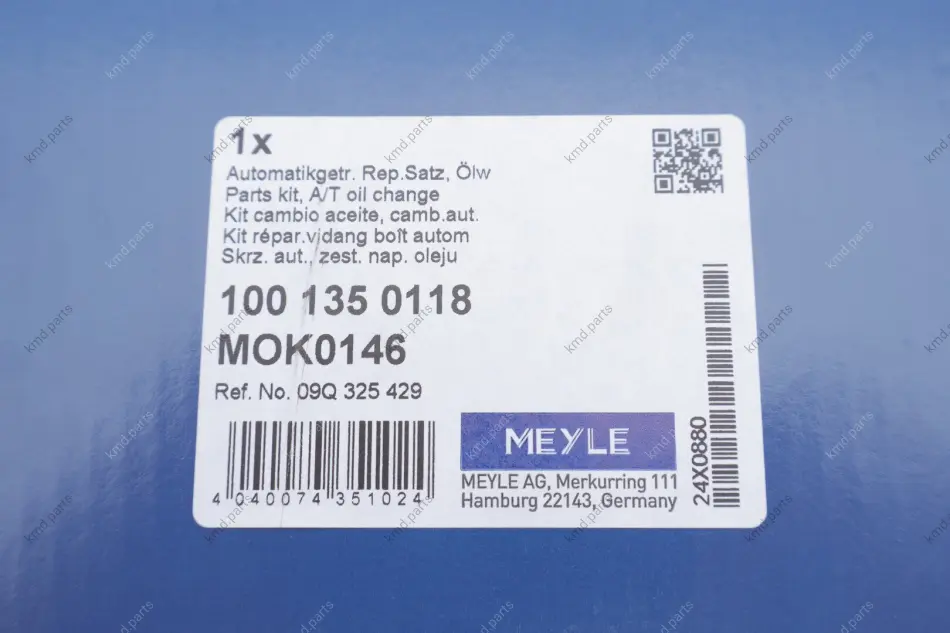 1x
Automatikgetr. Rep.Satz, Ölw
Parts kit, A/T oil change
Kit cambio aceite, camb.aut.
Kit répar.vidang boît autom
Skrz. aut., zest. nap. oleju
100 135 0118
MOK0146
Ref. No. 09Q 325 429
4 040074 351024
MEYLE
MEYLE AG, Merkurring 111
Hamburg 22143, Germany
24X0880
kmd.parts